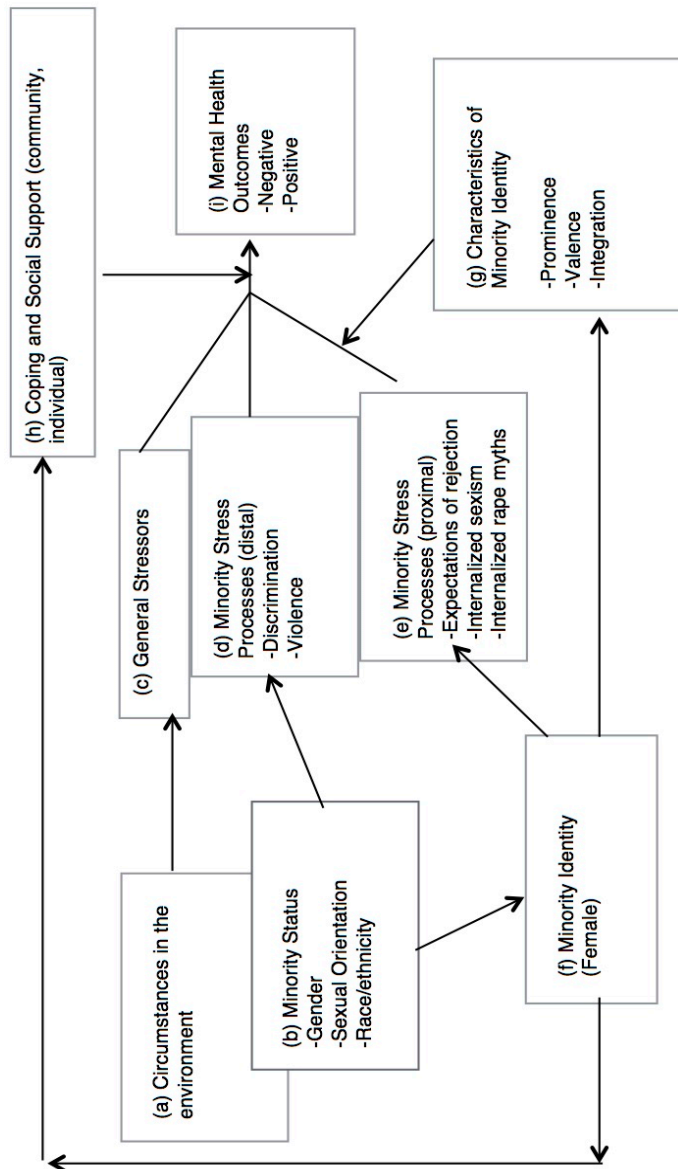 (a) Circumstances in the
environment
(b) Minority Status
-Gender
-Sexual Orientation
-Race/ethnicity
(c) General Stressors
(d) Minority Stress
Processes (distal)
-Discrimination
-Violence
(e) Minority Stress
Processes (proximal)
-Expectations of rejection
-Internalized sexism
-Internalized rape myths
(f) Minority Identity
(Female)
(g) Characteristics of
Minority Identity
-Prominence
-Valence
-Integration
(h) Coping and Social Support (community,
individual)
(i) Mental Health
Outcomes
-Negative
-Positive